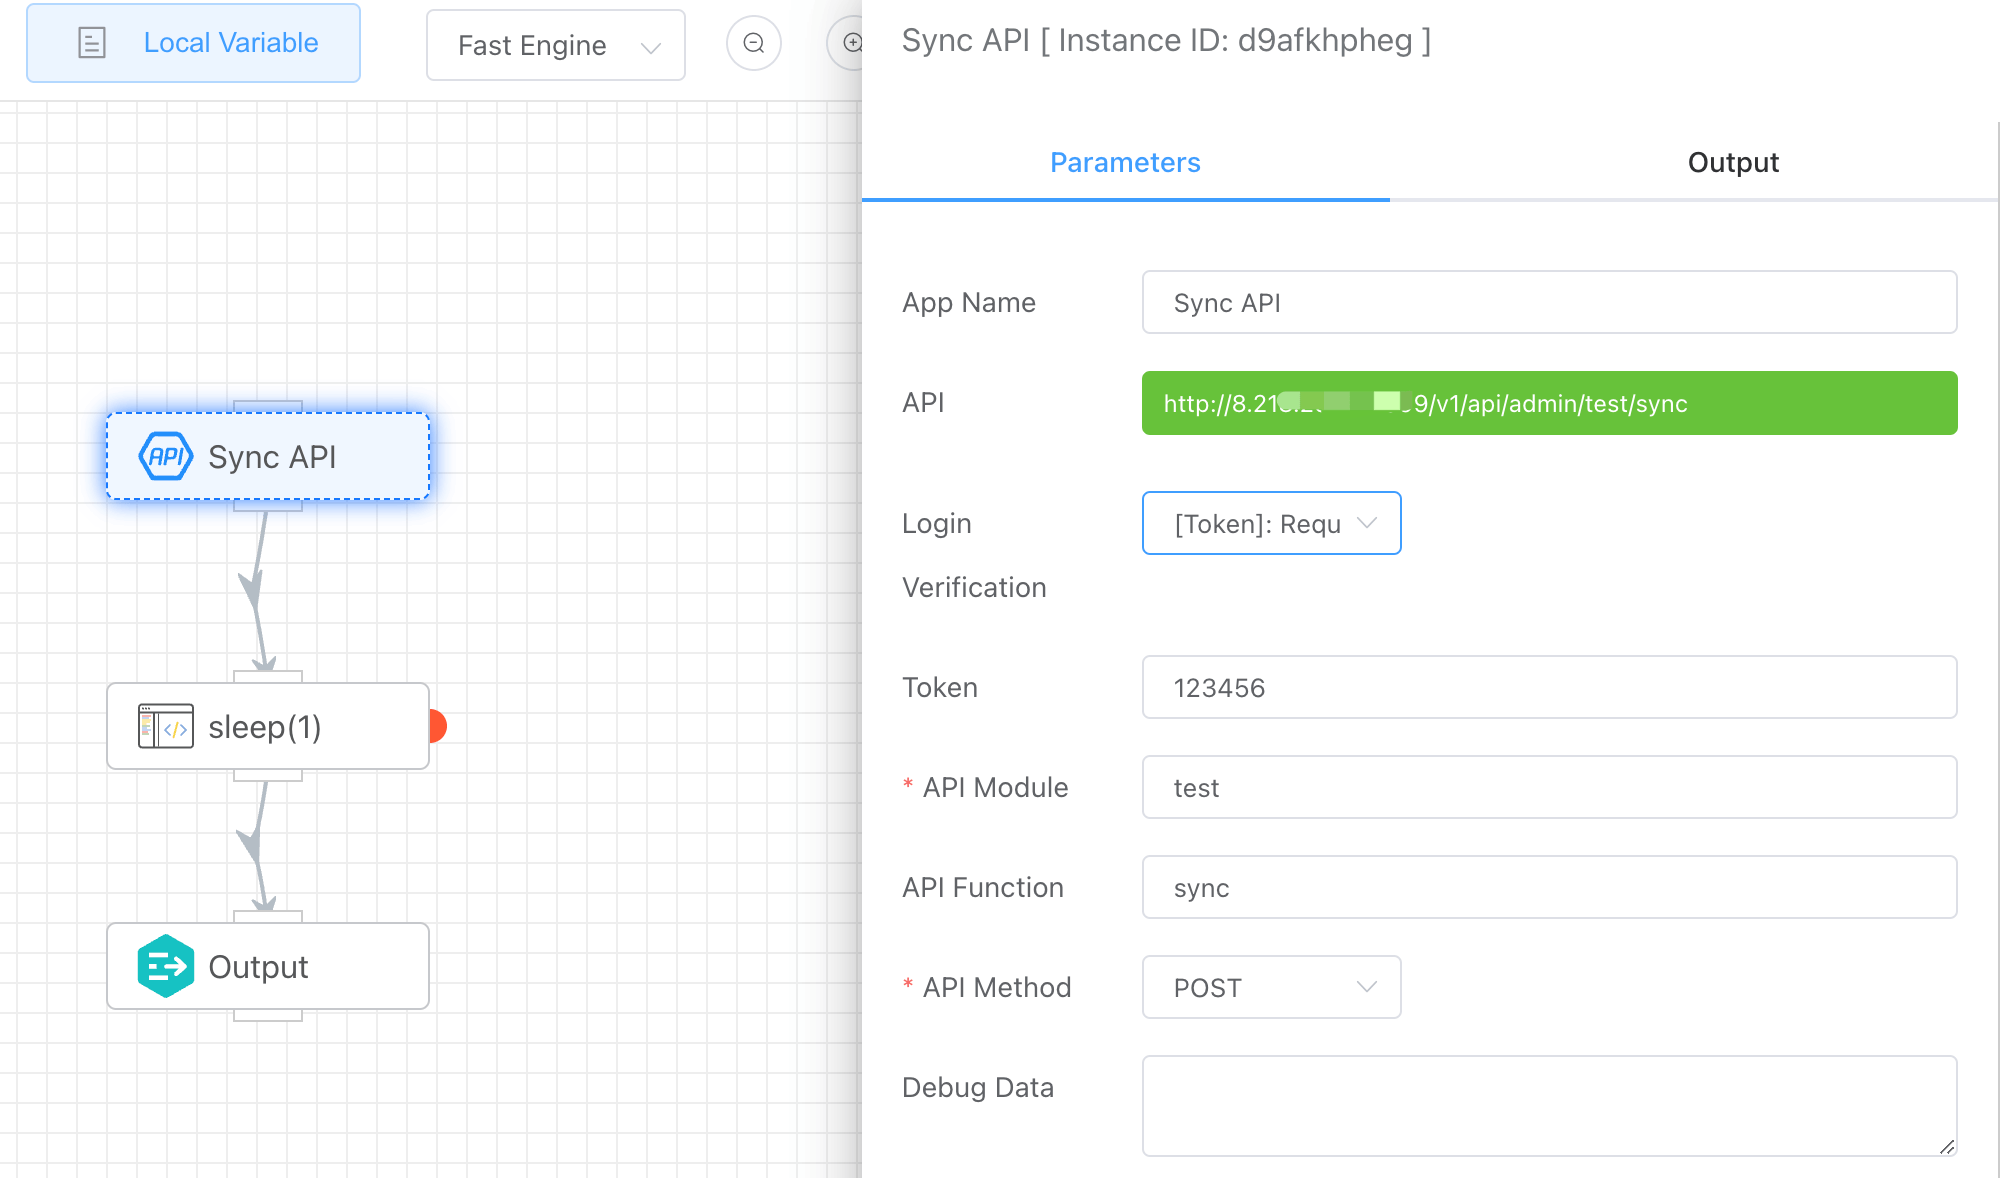 Local Variable
Fast Engine
Sync API [ Instance ID: d9afkhpheg ]
Parameters
Output
App Name
Sync API
API
http://8.21 9/v1/api/admin/test/sync
Login
Verification
[Token]: Requ
Token
123456
* API Module
test
API Function
sync
* API Method
POST
Debug Data
API Sync API
</> sleep(1)
Output